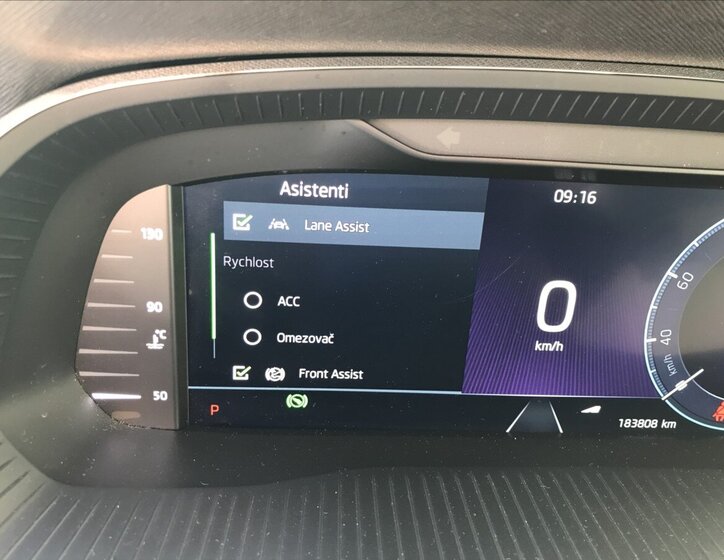 Asistenti
09:16
Lane Assist
130
Rychlost
60
ACC
90
°C
0
40
Omezovač
km/h
km/h
Front Assist
50
P
183808 km